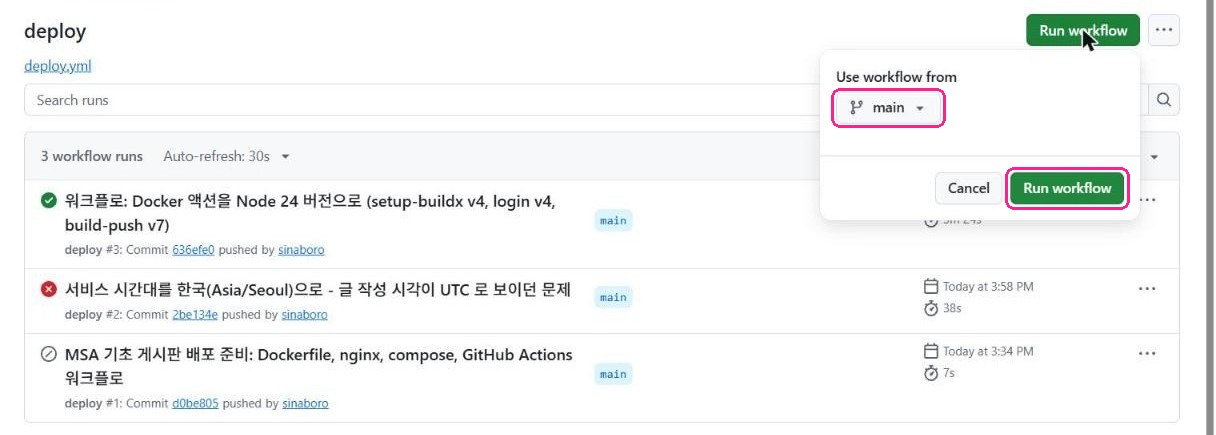 deploy
Run workflow
deploy.yml
Use workflow from
Search runs
main
3 workflow runs
Auto-refresh: 30s
Cancel
Run workflow
워크플로: Docker 액션을 Node 24 버전으로 (setup-buildx v4, login v4,
build-push v7)
main
deploy #3: Commit 636efe0 pushed by sinaboro
서비스 시간대를 한국(Asia/Seoul)으로 - 글 작성 시각이 UTC 로 보이던 문제
main
Today at 3:58 PM
38s
deploy #2: Commit 2be134e pushed by sinaboro
MSA 기초 게시판 배포 준비: Dockerfile, nginx, compose, GitHub Actions
워크플로
main
Today at 3:34 PM
7s
deploy #1: Commit d0be805 pushed by sinaboro